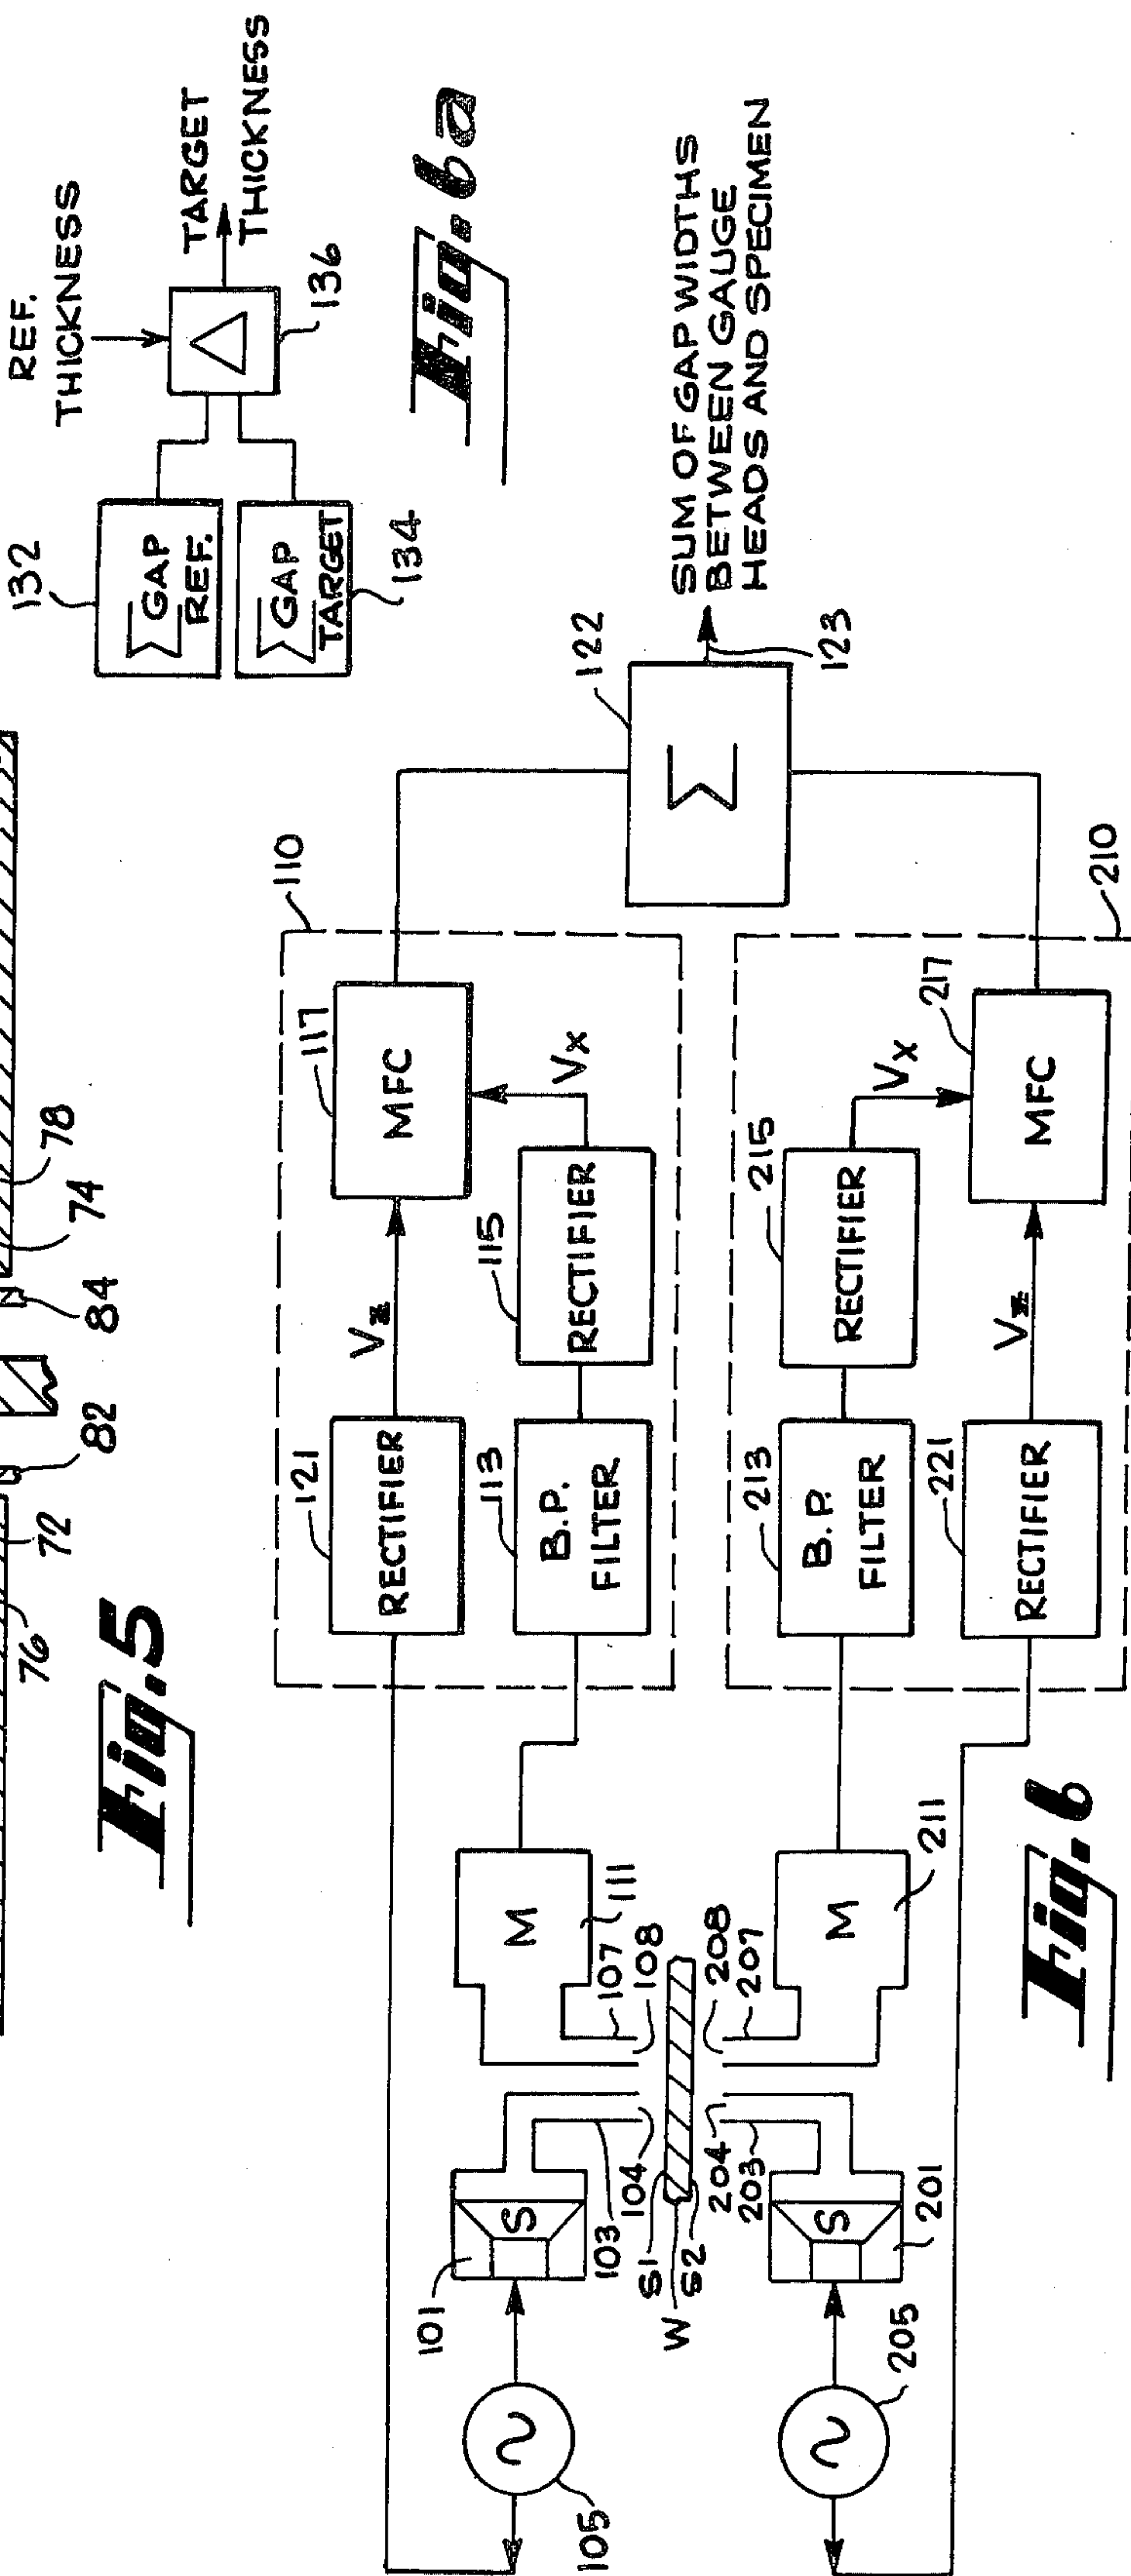 76
72
82
84
74
78
Fig. 5
132
Σ GAP
REF.
Σ GAP
TARGET
134
REF.
THICKNESS
Δ
136
TARGET
THICKNESS
Fig. 6a
105
~
101
S
103
104
S1
W
S2
204
203
S
201
~
205
M
111
107
108
208
207
M
211
110
121
RECTIFIER
113
B.P.
FILTER
115
RECTIFIER
117
MFC
Vx
213
B.P.
FILTER
215
RECTIFIER
Vx
221
RECTIFIER
217
MFC
210
122
Σ
123
SUM OF GAP WIDTHS
BETWEEN GAUGE
HEADS AND SPECIMEN
Fig. 6